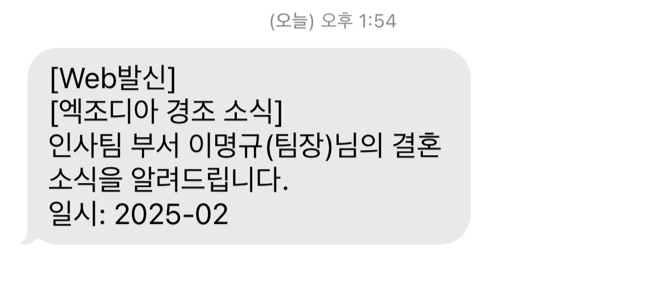 (오늘) 오후 1:54
[Web발신]
[엑조디아 경조 소식]
인사팀 부서 이명규(팀장)님의 결혼
소식을 알려드립니다.
일시: 2025-02